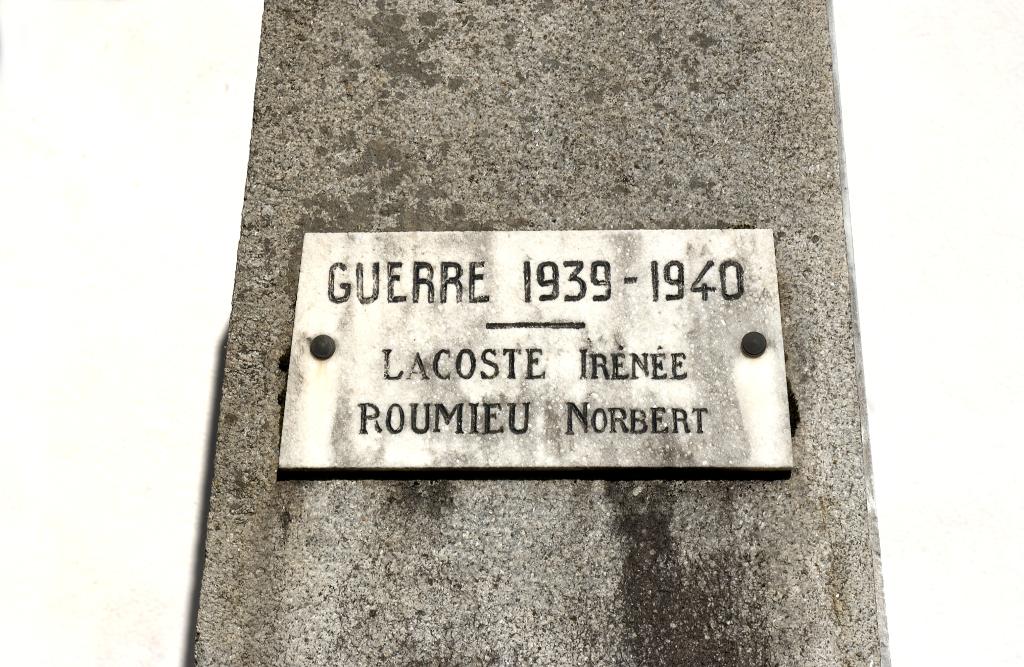 GUERRE 1939-1940
LACOSTE IRÉNÉE
ROUMIEU NORBERT